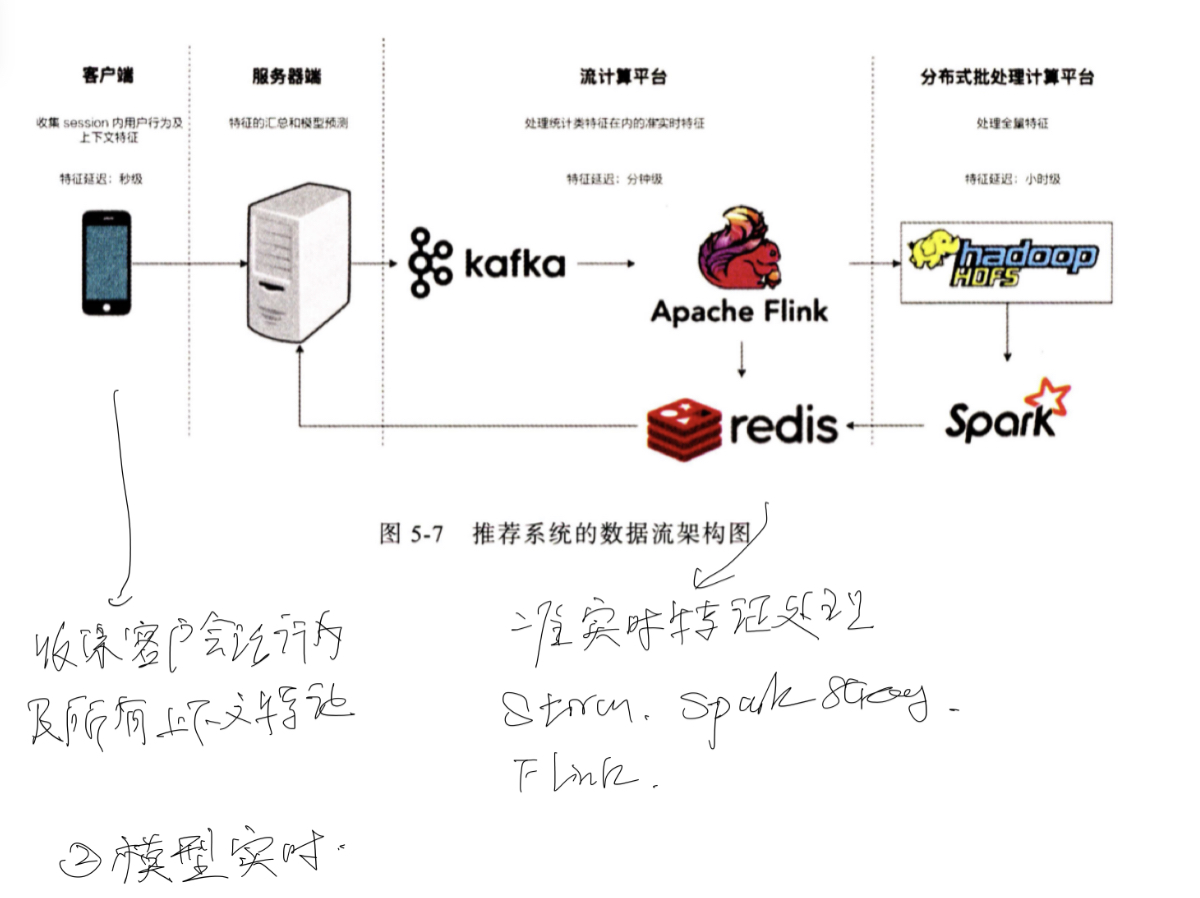 客户端
收集 session 内用户行为及
上下文特征
特征延迟：秒级
服务器端
特征的汇总和模型预测
流计算平台
处理统计类特征在内的准实时特征
特征延迟：分钟级
分布式批处理计算平台
处理全量特征
特征延迟：小时级
kafka
Apache Flink
hadoop
HDFS
redis
Spark
图 5-7 推荐系统的数据流架构图
收集客户会话行为
及所有上下文特征
准实时特征处理
Storm. Spark
Flink.
②模型实时.